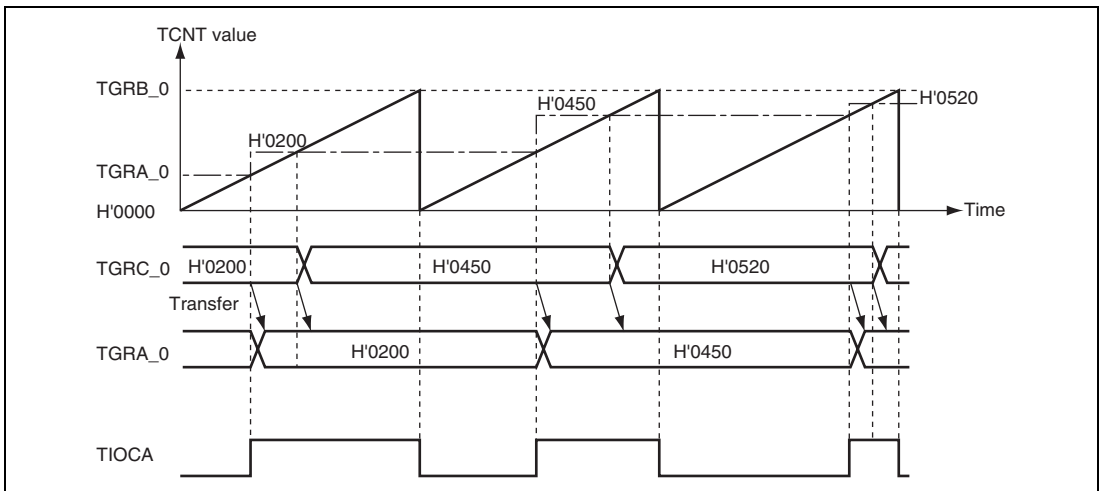 TCNT value
TGRB_0
H'0520
H'0450
H'0200
TGRA_0
H'0000
Time
TGRC_0
H'0200
H'0450
H'0520
Transfer
TGRA_0
H'0200
H'0450
TIOCA